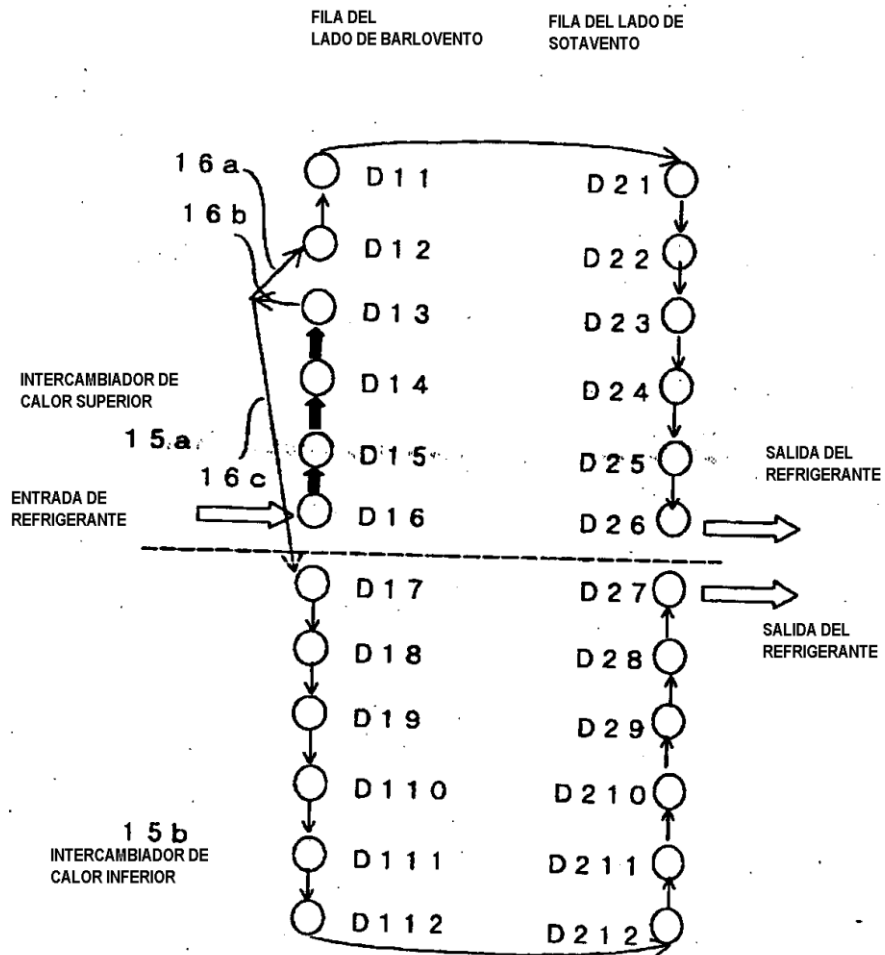 FILA DEL
LADO DE BARLOVENTO
FILA DEL LADO DE
SOTAVENTO
16a
16b
D11
D21
D12
D22
D13
D23
INTERCAMBIADOR DE
CALOR SUPERIOR
D14
D24
15a
D15
D25
SALIDA DEL
REFRIGERANTE
16c
ENTRADA DE
REFRIGERANTE
D16
D26
D17
D27
SALIDA DEL
REFRIGERANTE
D18
D28
D19
D29
D110
D210
15b
INTERCAMBIADOR DE
CALOR INFERIOR
D111
D211
D112
D212